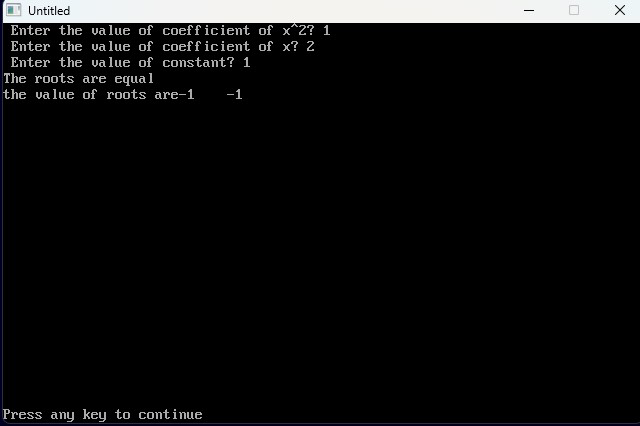 Untitled
Enter the value of coefficient of x^2? 1
Enter the value of coefficient of x? 2
Enter the value of constant? 1
The roots are equal
the value of roots are-1    -1
Press any key to continue